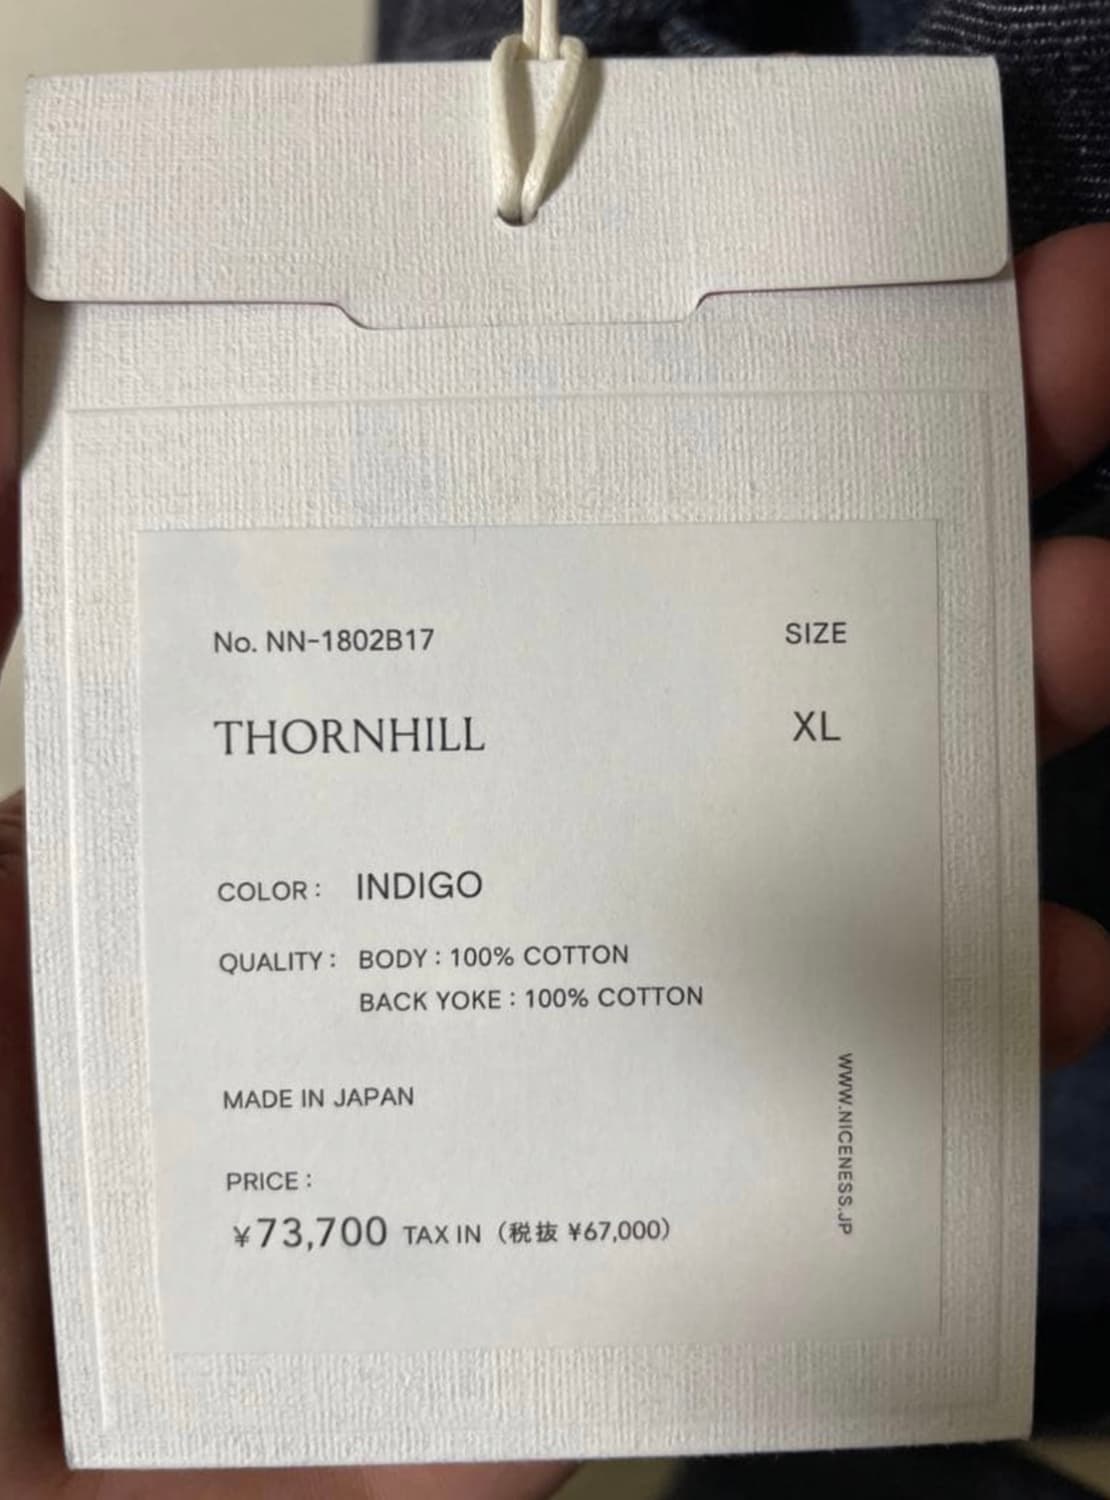 No. NN-1802B17
SIZE
THORNHILL
XL
COLOR : INDIGO
QUALITY : BODY : 100% COTTON
BACK YOKE : 100% COTTON
MADE IN JAPAN
PRICE :
¥73,700 TAX IN（税抜 ¥67,000）
WWW.NICENESS.JP